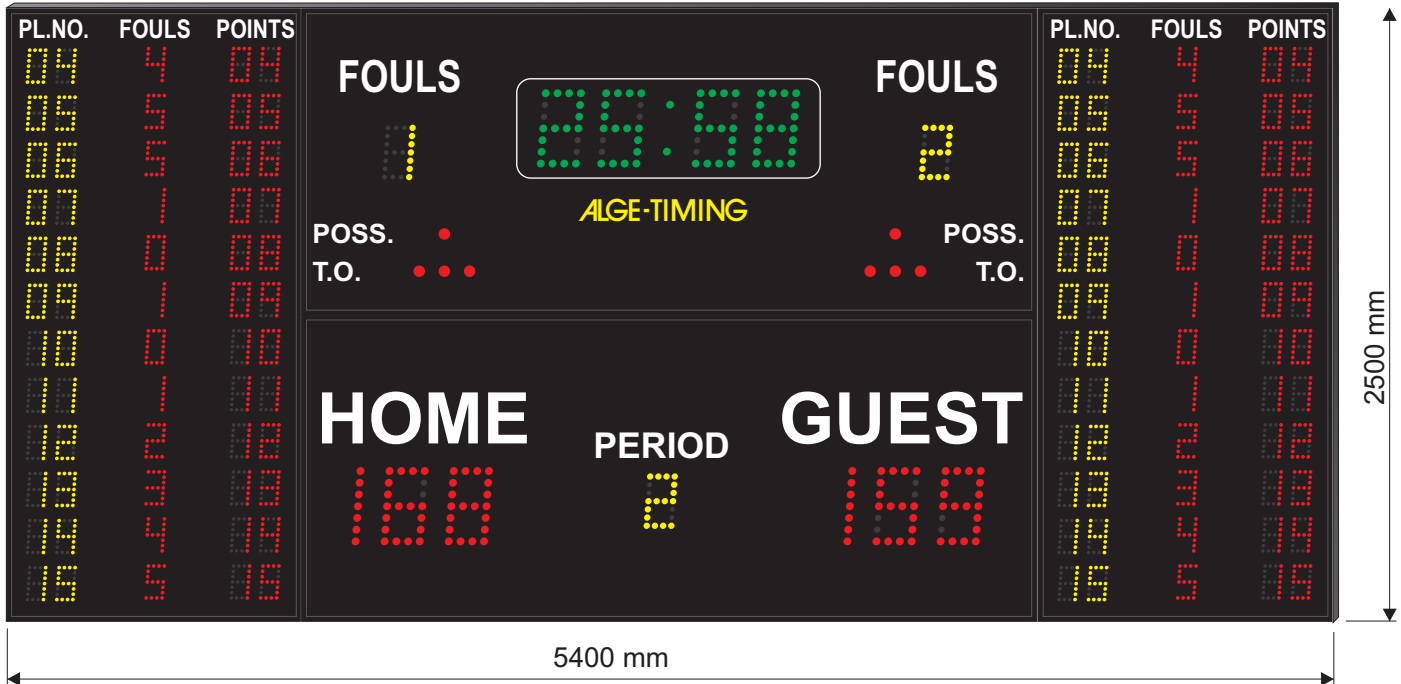 PL.NO. FOULS POINTS
04 4 04
05 5 05
06 5 06
07 1 07
08 0 08
09 1 09
10 0 10
11 1 11
12 2 12
13 3 13
14 4 14
15 5 15
FOULS
1
25:58
FOULS
2
ALGE-TIMING
POSS.
T.O.
POSS.
T.O.
HOME
168
PERIOD
2
GUEST
159
PL.NO. FOULS POINTS
04 4 04
05 5 05
06 5 06
07 1 07
08 0 08
09 1 09
10 0 10
11 1 11
12 2 12
13 3 13
14 4 14
15 5 15
2500 mm
5400 mm